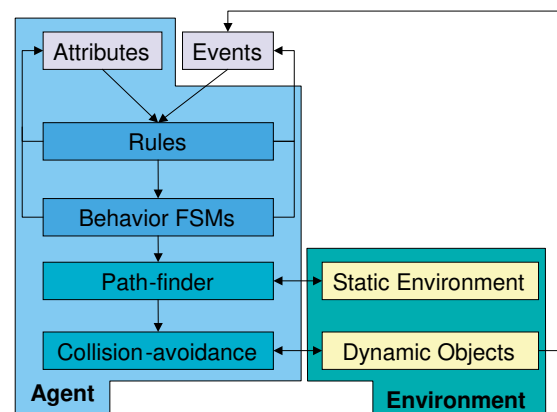 Attributes
Events
Rules
Behavior FSMs
Path-finder
Static Environment
Collision-avoidance
Dynamic Objects
Agent
Environment